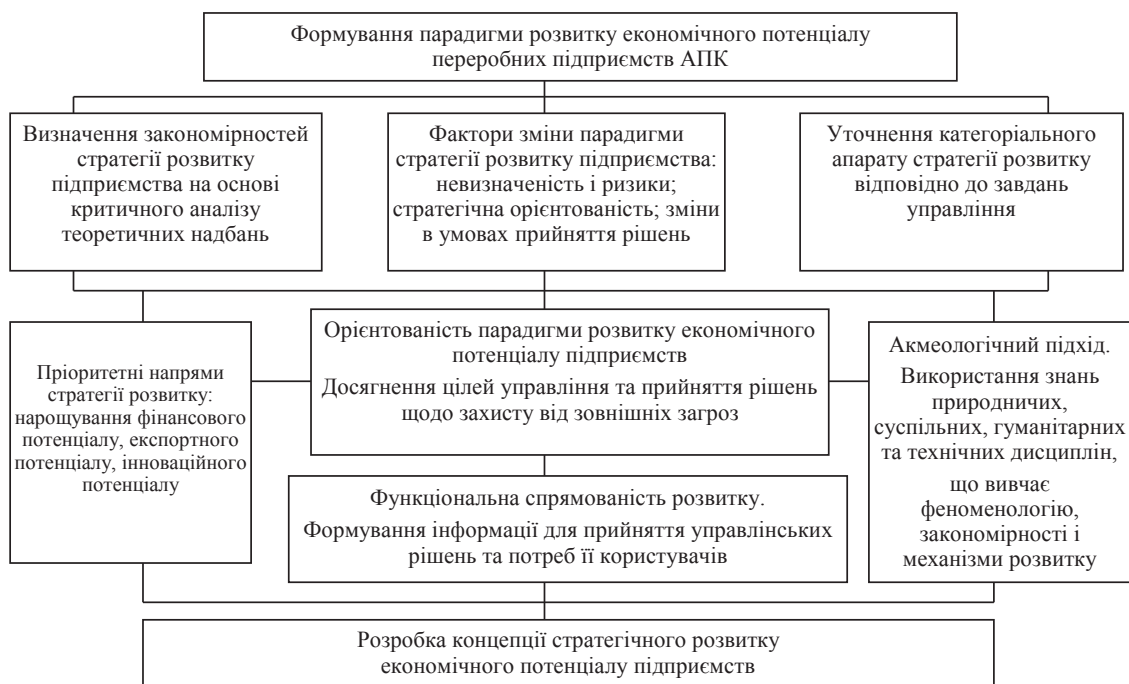 Формування парадигми розвитку економічного потенціалу
переробних підприємств АПК
Визначення закономірностей
стратегії розвитку
підприємства на основі
критичного аналізу
теоретичних надбань
Фактори зміни парадигми
стратегії розвитку підприємства:
невизначеність і ризики;
стратегічна орієнтованість; зміни
в умовах прийняття рішень
Уточнення категоріального
апарату стратегії розвитку
відповідно до завдань
управління
Пріоритетні напрями
стратегії розвитку:
нарощування фінансового
потенціалу, експортного
потенціалу, інноваційного
потенціалу
Орієнтованість парадигми розвитку економічного
потенціалу підприємств
Досягнення цілей управління та прийняття рішень
щодо захисту від зовнішніх загроз
Функціональна спрямованість розвитку.
Формування інформації для прийняття управлінських
рішень та потреб її користувачів
Акмеологічний підхід.
Використання знань
природничих,
суспільних, гуманітарних
та технічних дисциплін,
що вивчає
феноменологію,
закономірності і
механізми розвитку
Розробка концепції стратегічного розвитку
економічного потенціалу підприємств